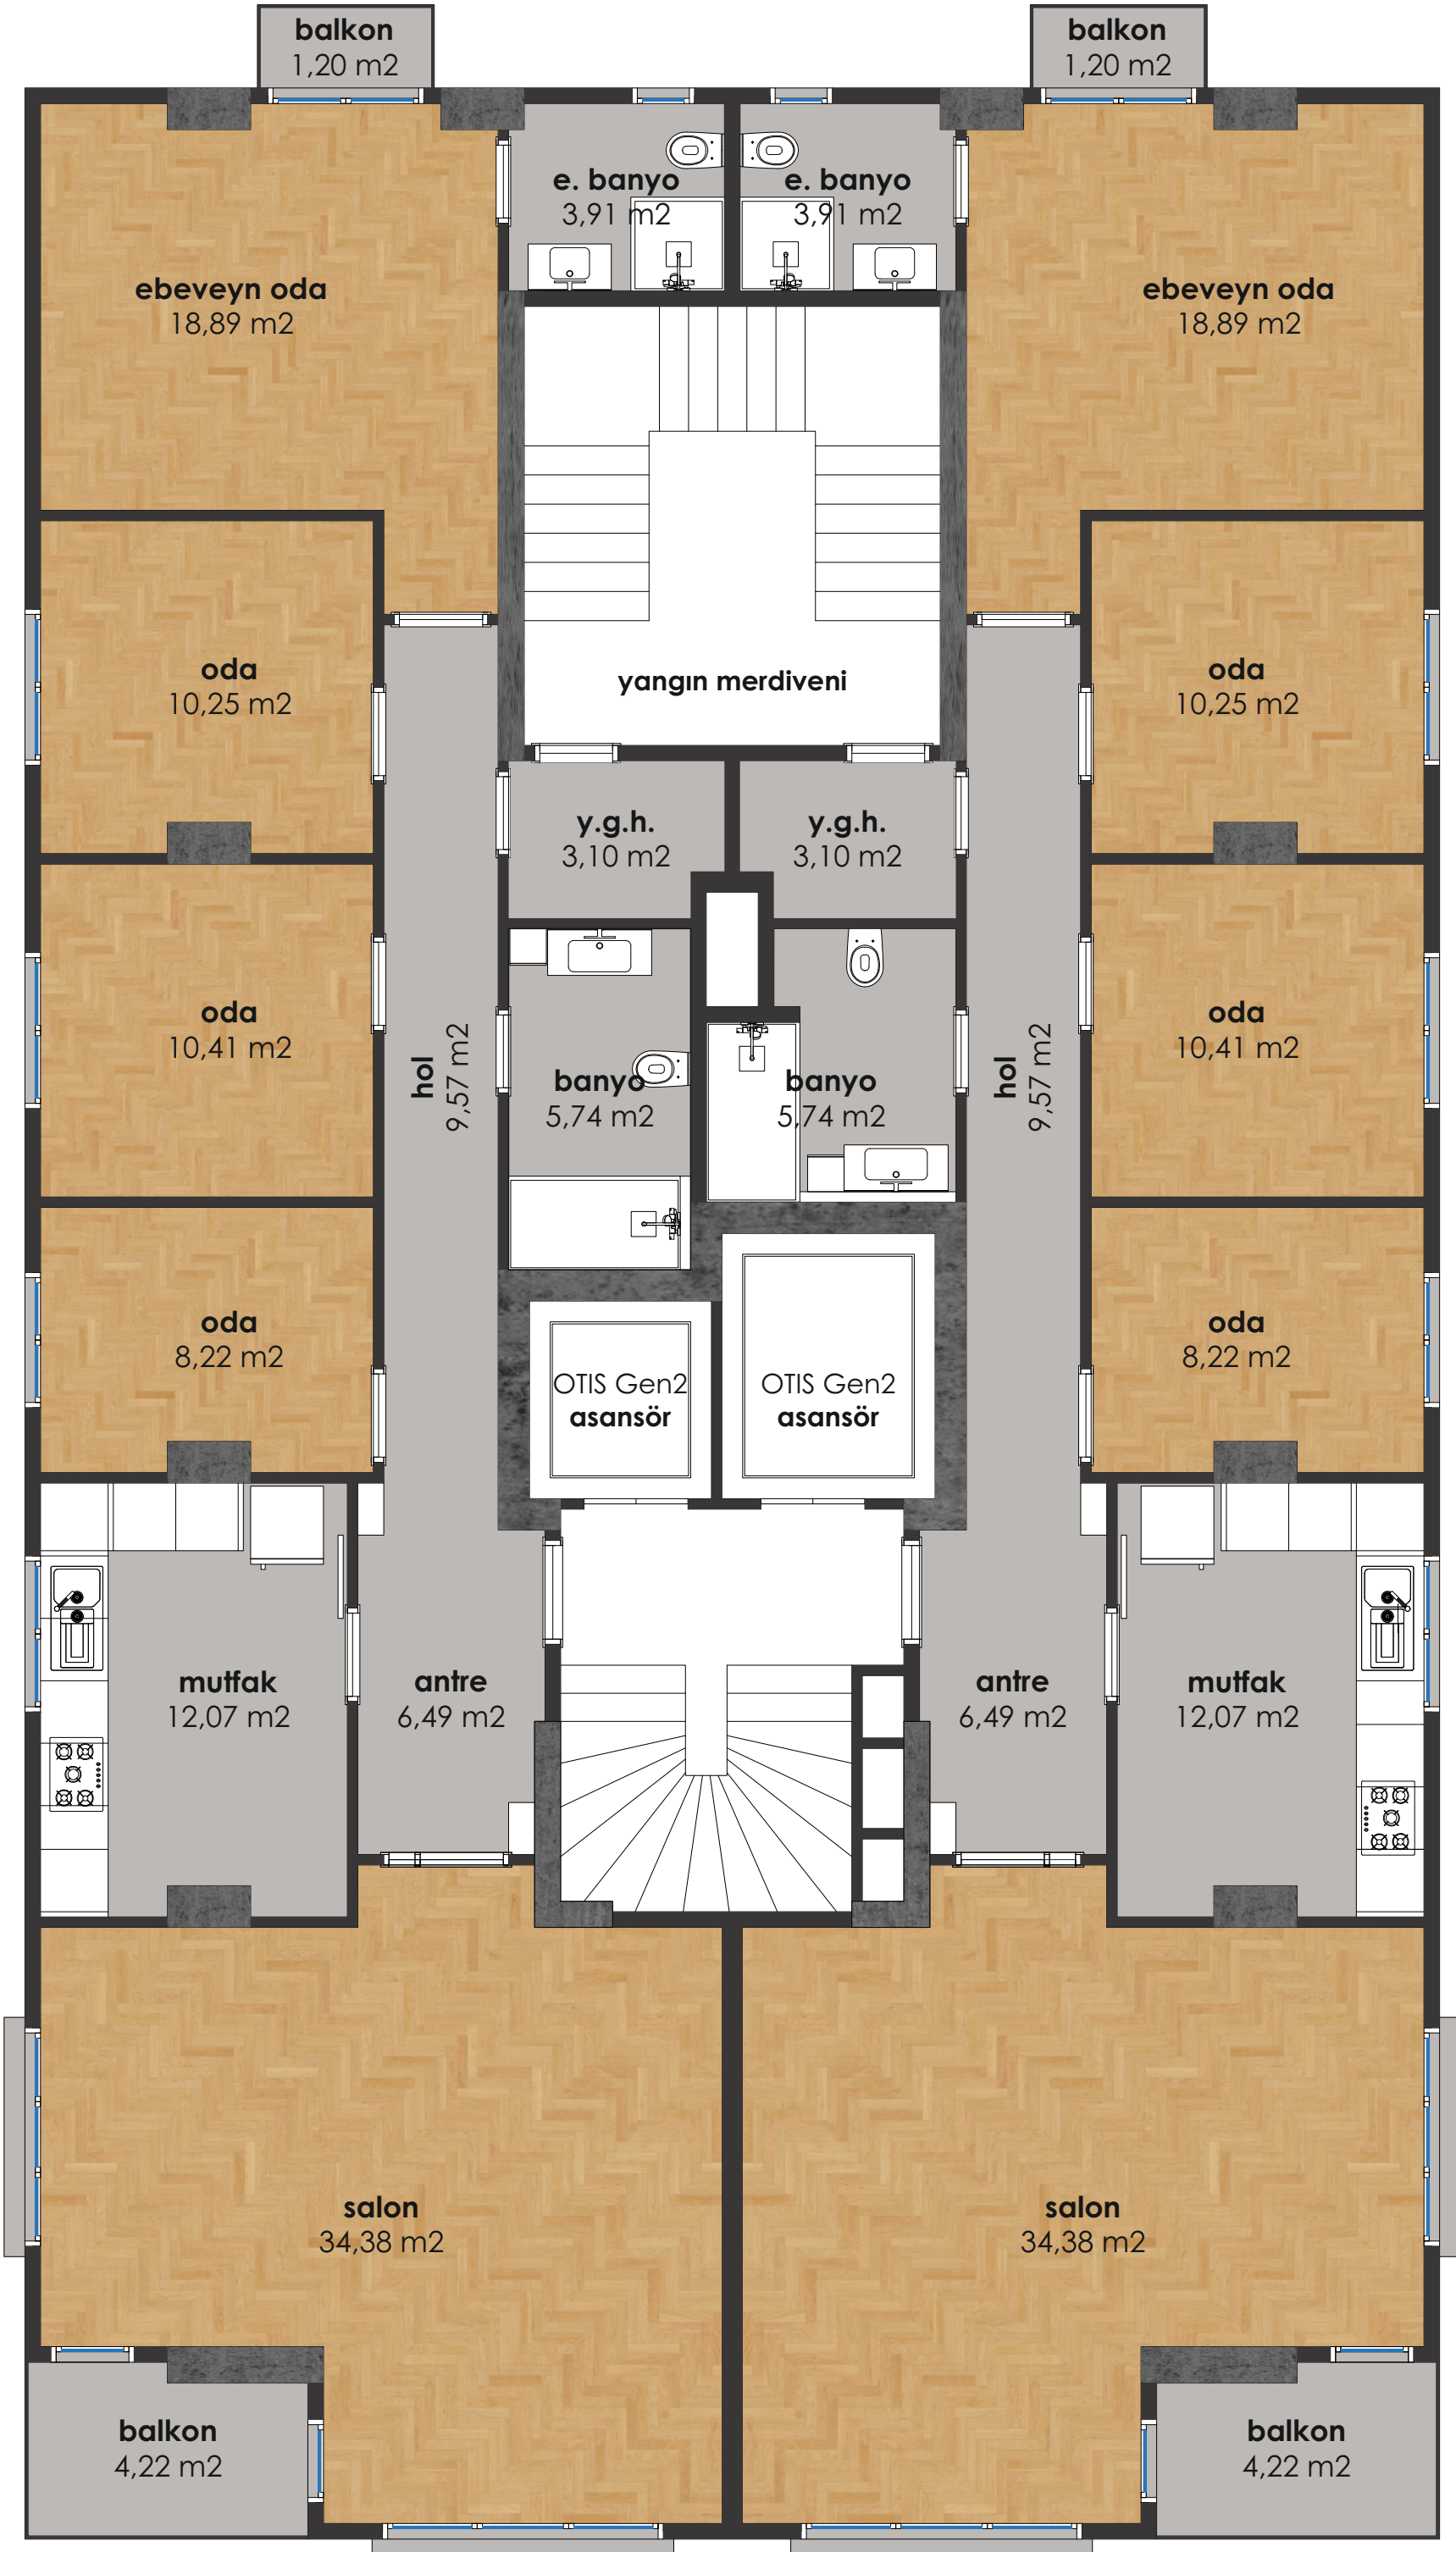 balkon
1,20 m2
balkon
1,20 m2
e. banyo
3,91 m2
e. banyo
3,91 m2
ebeveyn oda
18,89 m2
ebeveyn oda
18,89 m2
oda
10,25 m2
yangın merdiveni
oda
10,25 m2
y.g.h.
3,10 m2
y.g.h.
3,10 m2
oda
10,41 m2
hol
9,57 m2
banyo
5,74 m2
banyo
5,74 m2
hol
9,57 m2
oda
10,41 m2
oda
8,22 m2
OTIS Gen2
asansör
OTIS Gen2
asansör
oda
8,22 m2
mutfak
12,07 m2
antre
6,49 m2
antre
6,49 m2
mutfak
12,07 m2
salon
34,38 m2
salon
34,38 m2
balkon
4,22 m2
balkon
4,22 m2